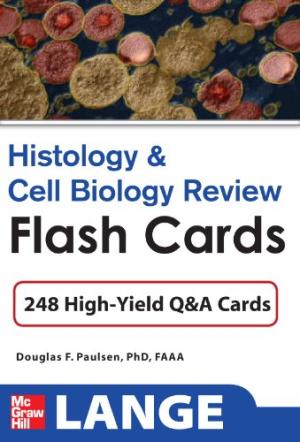 Histology &
Cell Biology Review
Flash Cards
248 High-Yield Q&A Cards
Douglas F. Paulsen, PhD, FAAA
Mc
Graw
Hill
LANGE